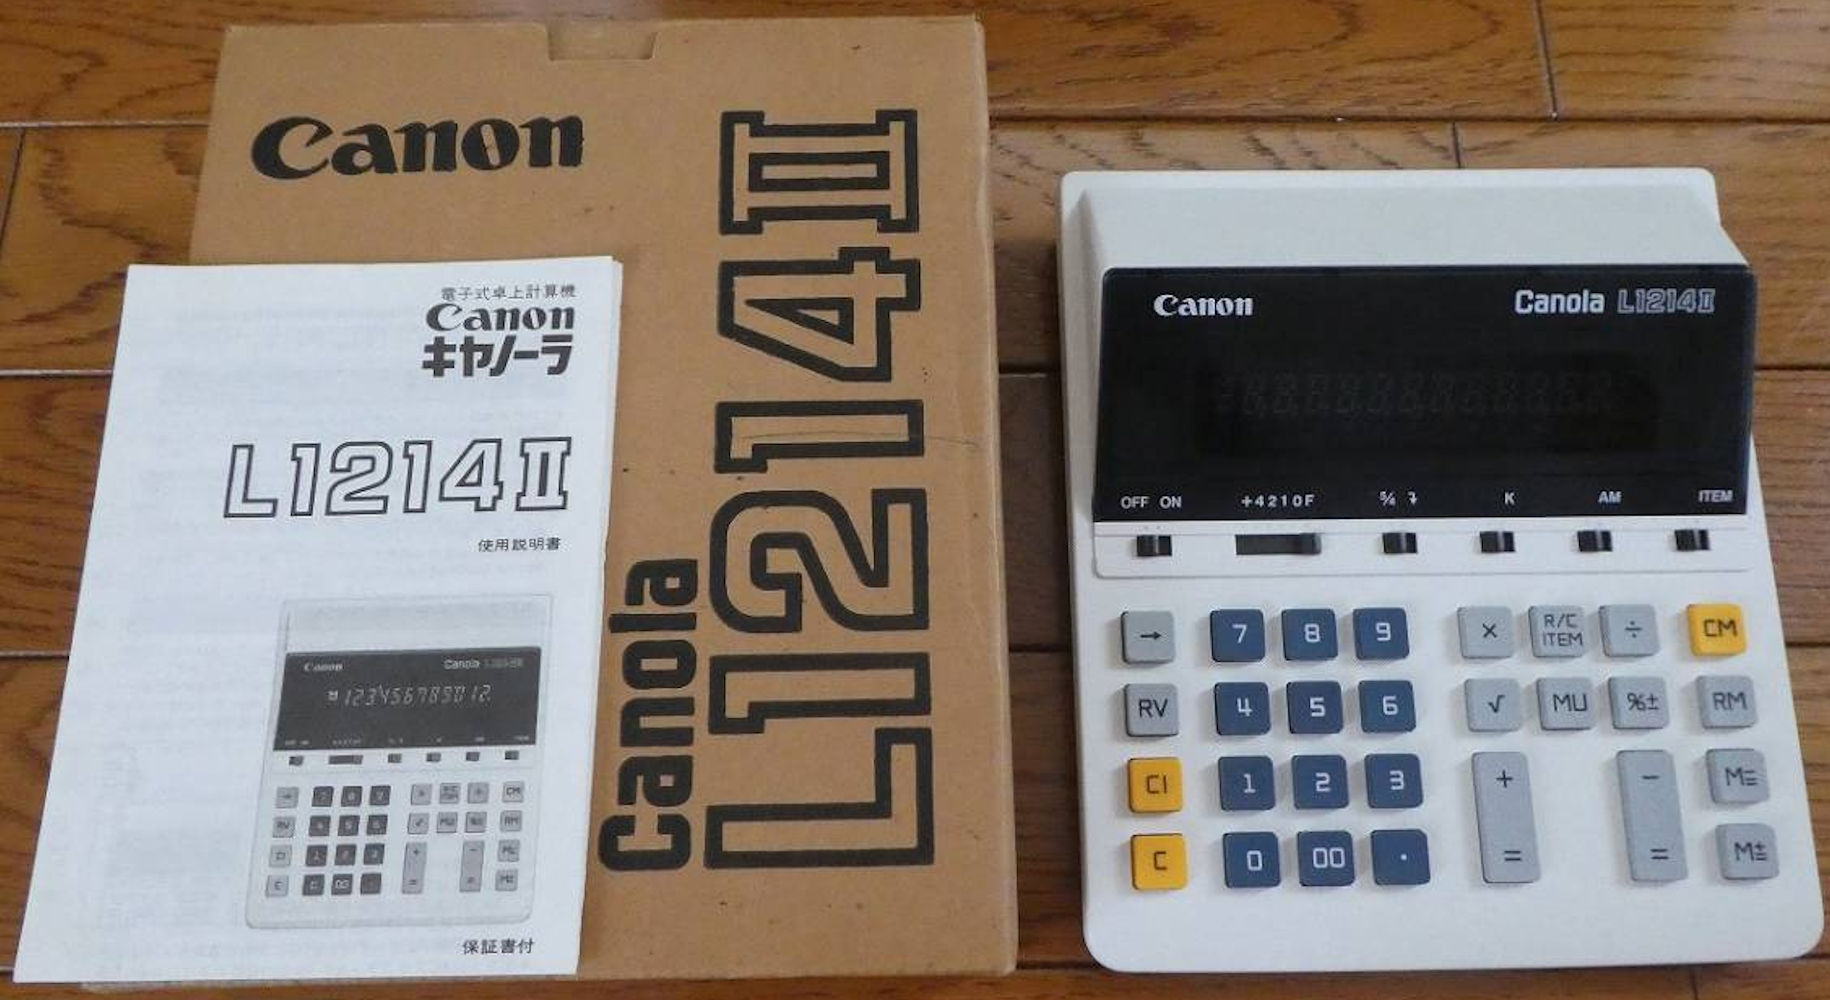 Canon
Canola
L1214II
電子式卓上計算機
Canon
キヤノーラ
L1214II
使用説明書
Canon
Canola
123456789012.
保証書付
Canon
Canola L1214II
OFF ON
+4210F
5/4
K
AM
ITEM
→ 7 8 9 × R/C ITEM ÷ CM
RV 4 5 6 √ MU %± RM
CI 1 2 3 + − M=
C 0 00 · = = M±